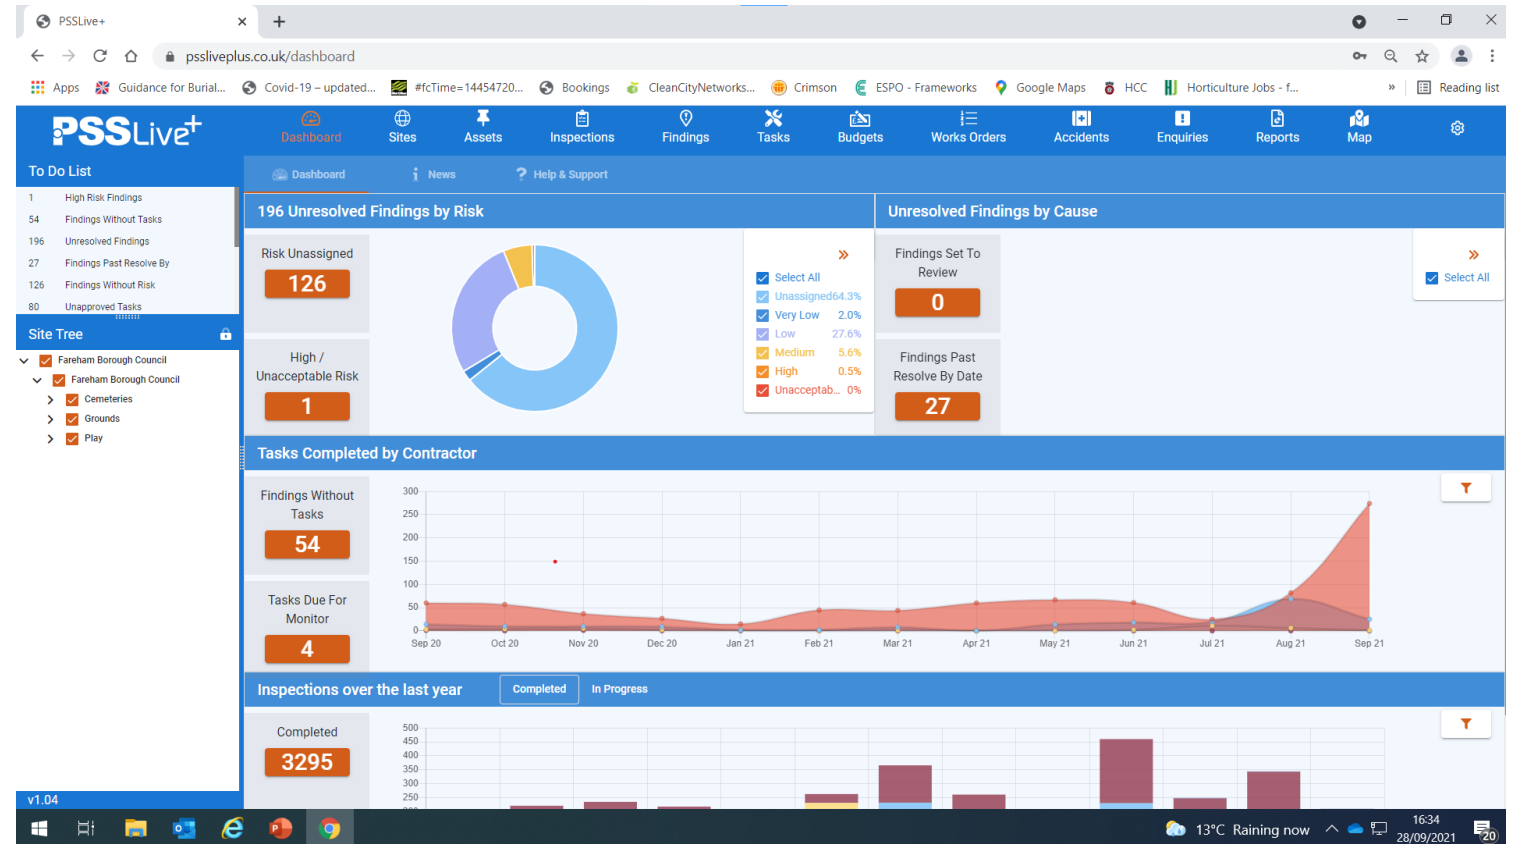 PSSLive+
pssliveplus.co.uk/dashboard
Apps
Guidance for Burial...
Covid-19 – updated...
#fcTime=14454720...
Bookings
CleanCityNetworks...
Crimson
ESPO - Frameworks
Google Maps
HCC
Horticulture Jobs - f...
»
Reading list
PSSLive+
Dashboard
Sites
Assets
Inspections
Findings
Tasks
Budgets
Works Orders
Accidents
Enquiries
Reports
Map
To Do List
1 High Risk Findings
54 Findings Without Tasks
196 Unresolved Findings
27 Findings Past Resolve By
126 Findings Without Risk
80 Unapproved Tasks
Site Tree
Fareham Borough Council
Fareham Borough Council
Cemeteries
Grounds
Play
v1.04
Dashboard
News
Help & Support
196 Unresolved Findings by Risk
Risk Unassigned
126
High /
Unacceptable Risk
1
Select All
Unassigned64.3%
Very Low 2.0%
Low 27.6%
Medium 5.6%
High 0.5%
Unacceptab... 0%
Unresolved Findings by Cause
Findings Set To
Review
0
Findings Past
Resolve By Date
27
Select All
Tasks Completed by Contractor
Findings Without
Tasks
54
Tasks Due For
Monitor
4
300
250
200
150
100
50
0
Sep 20 Oct 20 Nov 20 Dec 20 Jan 21 Feb 21 Mar 21 Apr 21 May 21 Jun 21 Jul 21 Aug 21 Sep 21
Inspections over the last year
Completed
In Progress
Completed
3295
500
450
400
350
300
250
13°C Raining now
16:34
28/09/2021
20